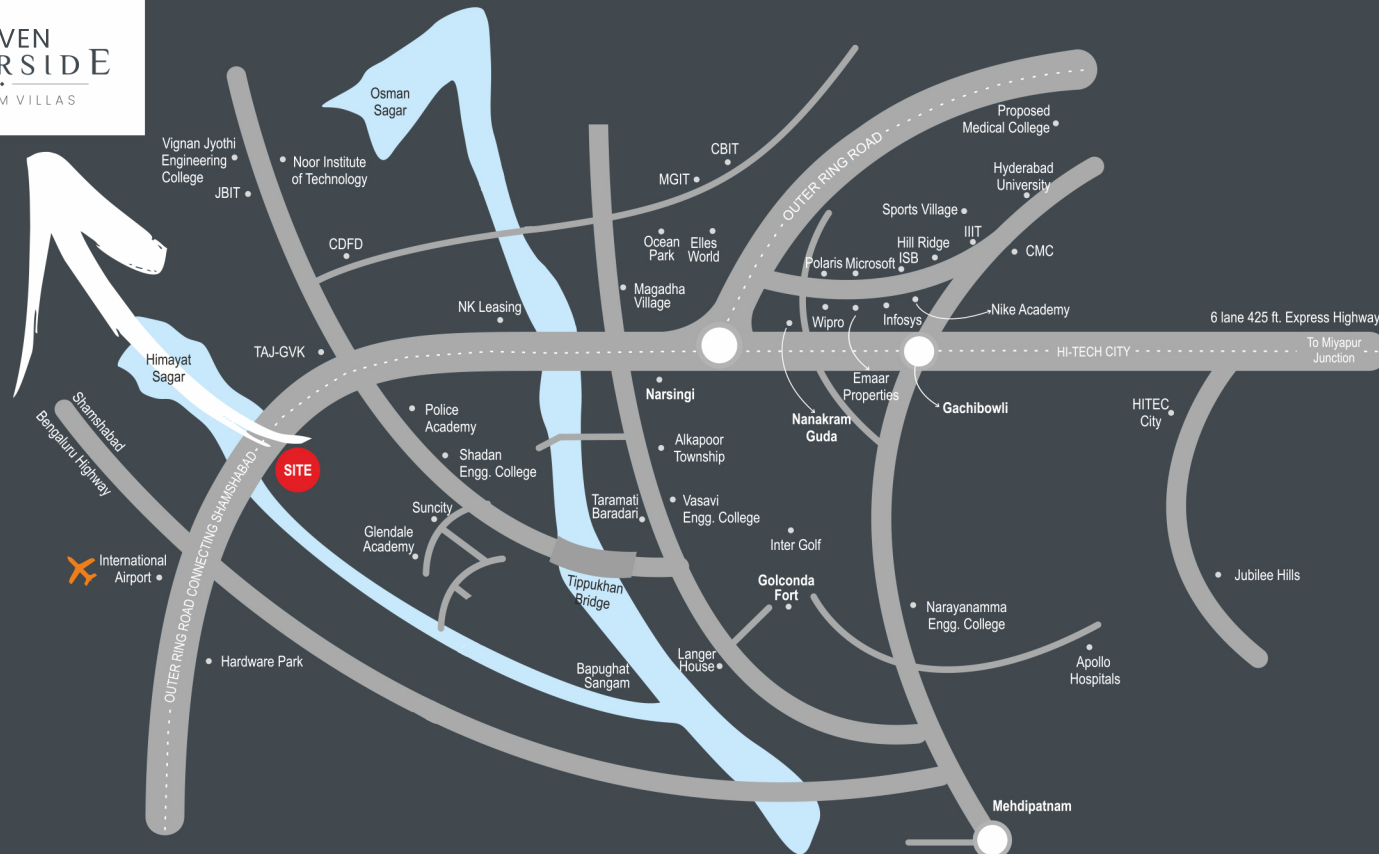 VEN
RSIDE
M VILLAS
Osman
Sagar
Vignan Jyothi
Engineering
College
JBIT
Noor Institute
of Technology
CDFD
CBIT
MGIT
OUTER RING ROAD
Proposed
Medical College
Hyderabad
University
Sports Village
IIIT
Hill Ridge
ISB
CMC
Ocean
Park
Elles
World
Polaris
Microsoft
Magadha
Village
NK Leasing
Wipro
Infosys
Nike Academy
6 lane 425 ft. Express Highway
HI-TECH CITY
To Miyapur
Junction
TAJ-GVK
Himayat
Sagar
Narsingi
Emaar
Properties
Nanakram
Guda
Gachibowli
HITEC
City
Shamshabad
Bengaluru Highway
Police
Academy
Alkapoor
Township
SITE
Shadan
Engg. College
Taramati
Baradari
Vasavi
Engg. College
Suncity
Glendale
Academy
Inter Golf
International
Airport
OUTER RING ROAD CONNECTING SHAMSHABAD
Tippukhan
Bridge
Golconda
Fort
Jubilee Hills
Narayanamma
Engg. College
Hardware Park
Bapughat
Sangam
Langer
House
Apollo
Hospitals
Mehdipatnam